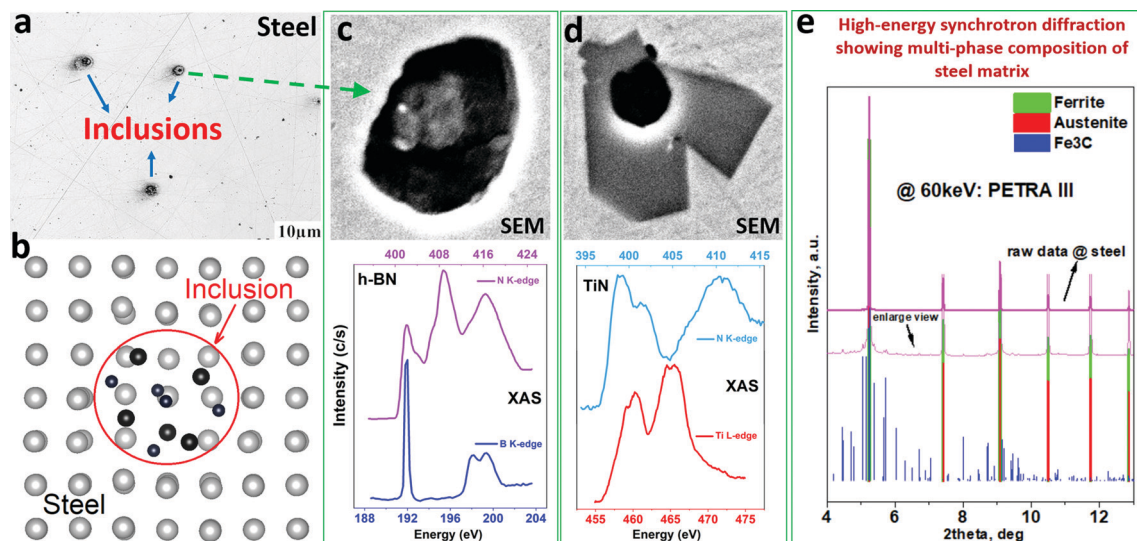 a
Steel
Inclusions
10μm
b
Inclusion
Steel
c
SEM
400 408 416 424
h-BN
N K-edge
XAS
B K-edge
Intensity (c/s)
188 192 196 200 204
Energy (eV)
d
SEM
395 400 405 410 415
TiN
N K-edge
XAS
Ti L-edge
455 460 465 470 475
Energy (eV)
e
High-energy synchrotron diffraction
showing multi-phase composition of
steel matrix
Ferrite
Austenite
Fe3C
@ 60keV: PETRA III
raw data @ steel
enlarge view
Intensity, a.u.
4 6 8 10 12
2theta, deg